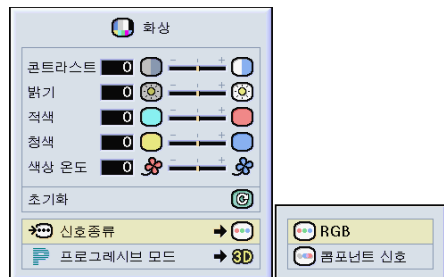 화상
콘트라스트 0
밝기 0
적색 0
청색 0
색상 온도 0
초기화
신호종류
프로그레시브 모드 3D
RGB
콤포넌트 신호